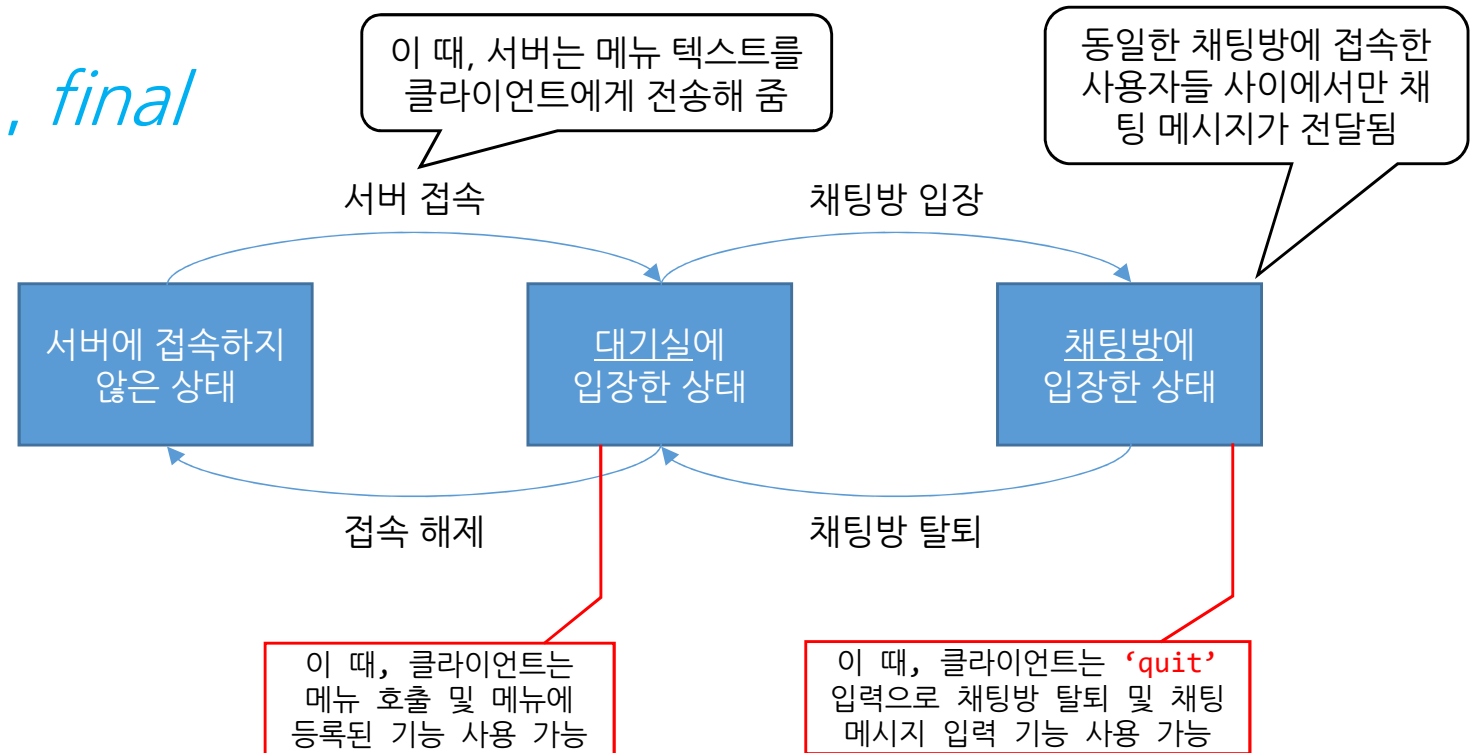 , final
이 때, 서버는 메뉴 텍스트를
클라이언트에게 전송해 줌
동일한 채팅방에 접속한
사용자들 사이에서만 채
팅 메시지가 전달됨
서버 접속
채팅방 입장
서버에 접속하지
않은 상태
대기실에
입장한 상태
채팅방에
입장한 상태
접속 해제
채팅방 탈퇴
이 때, 클라이언트는
메뉴 호출 및 메뉴에
등록된 기능 사용 가능
이 때, 클라이언트는 ‘quit’
입력으로 채팅방 탈퇴 및 채팅
메시지 입력 기능 사용 가능